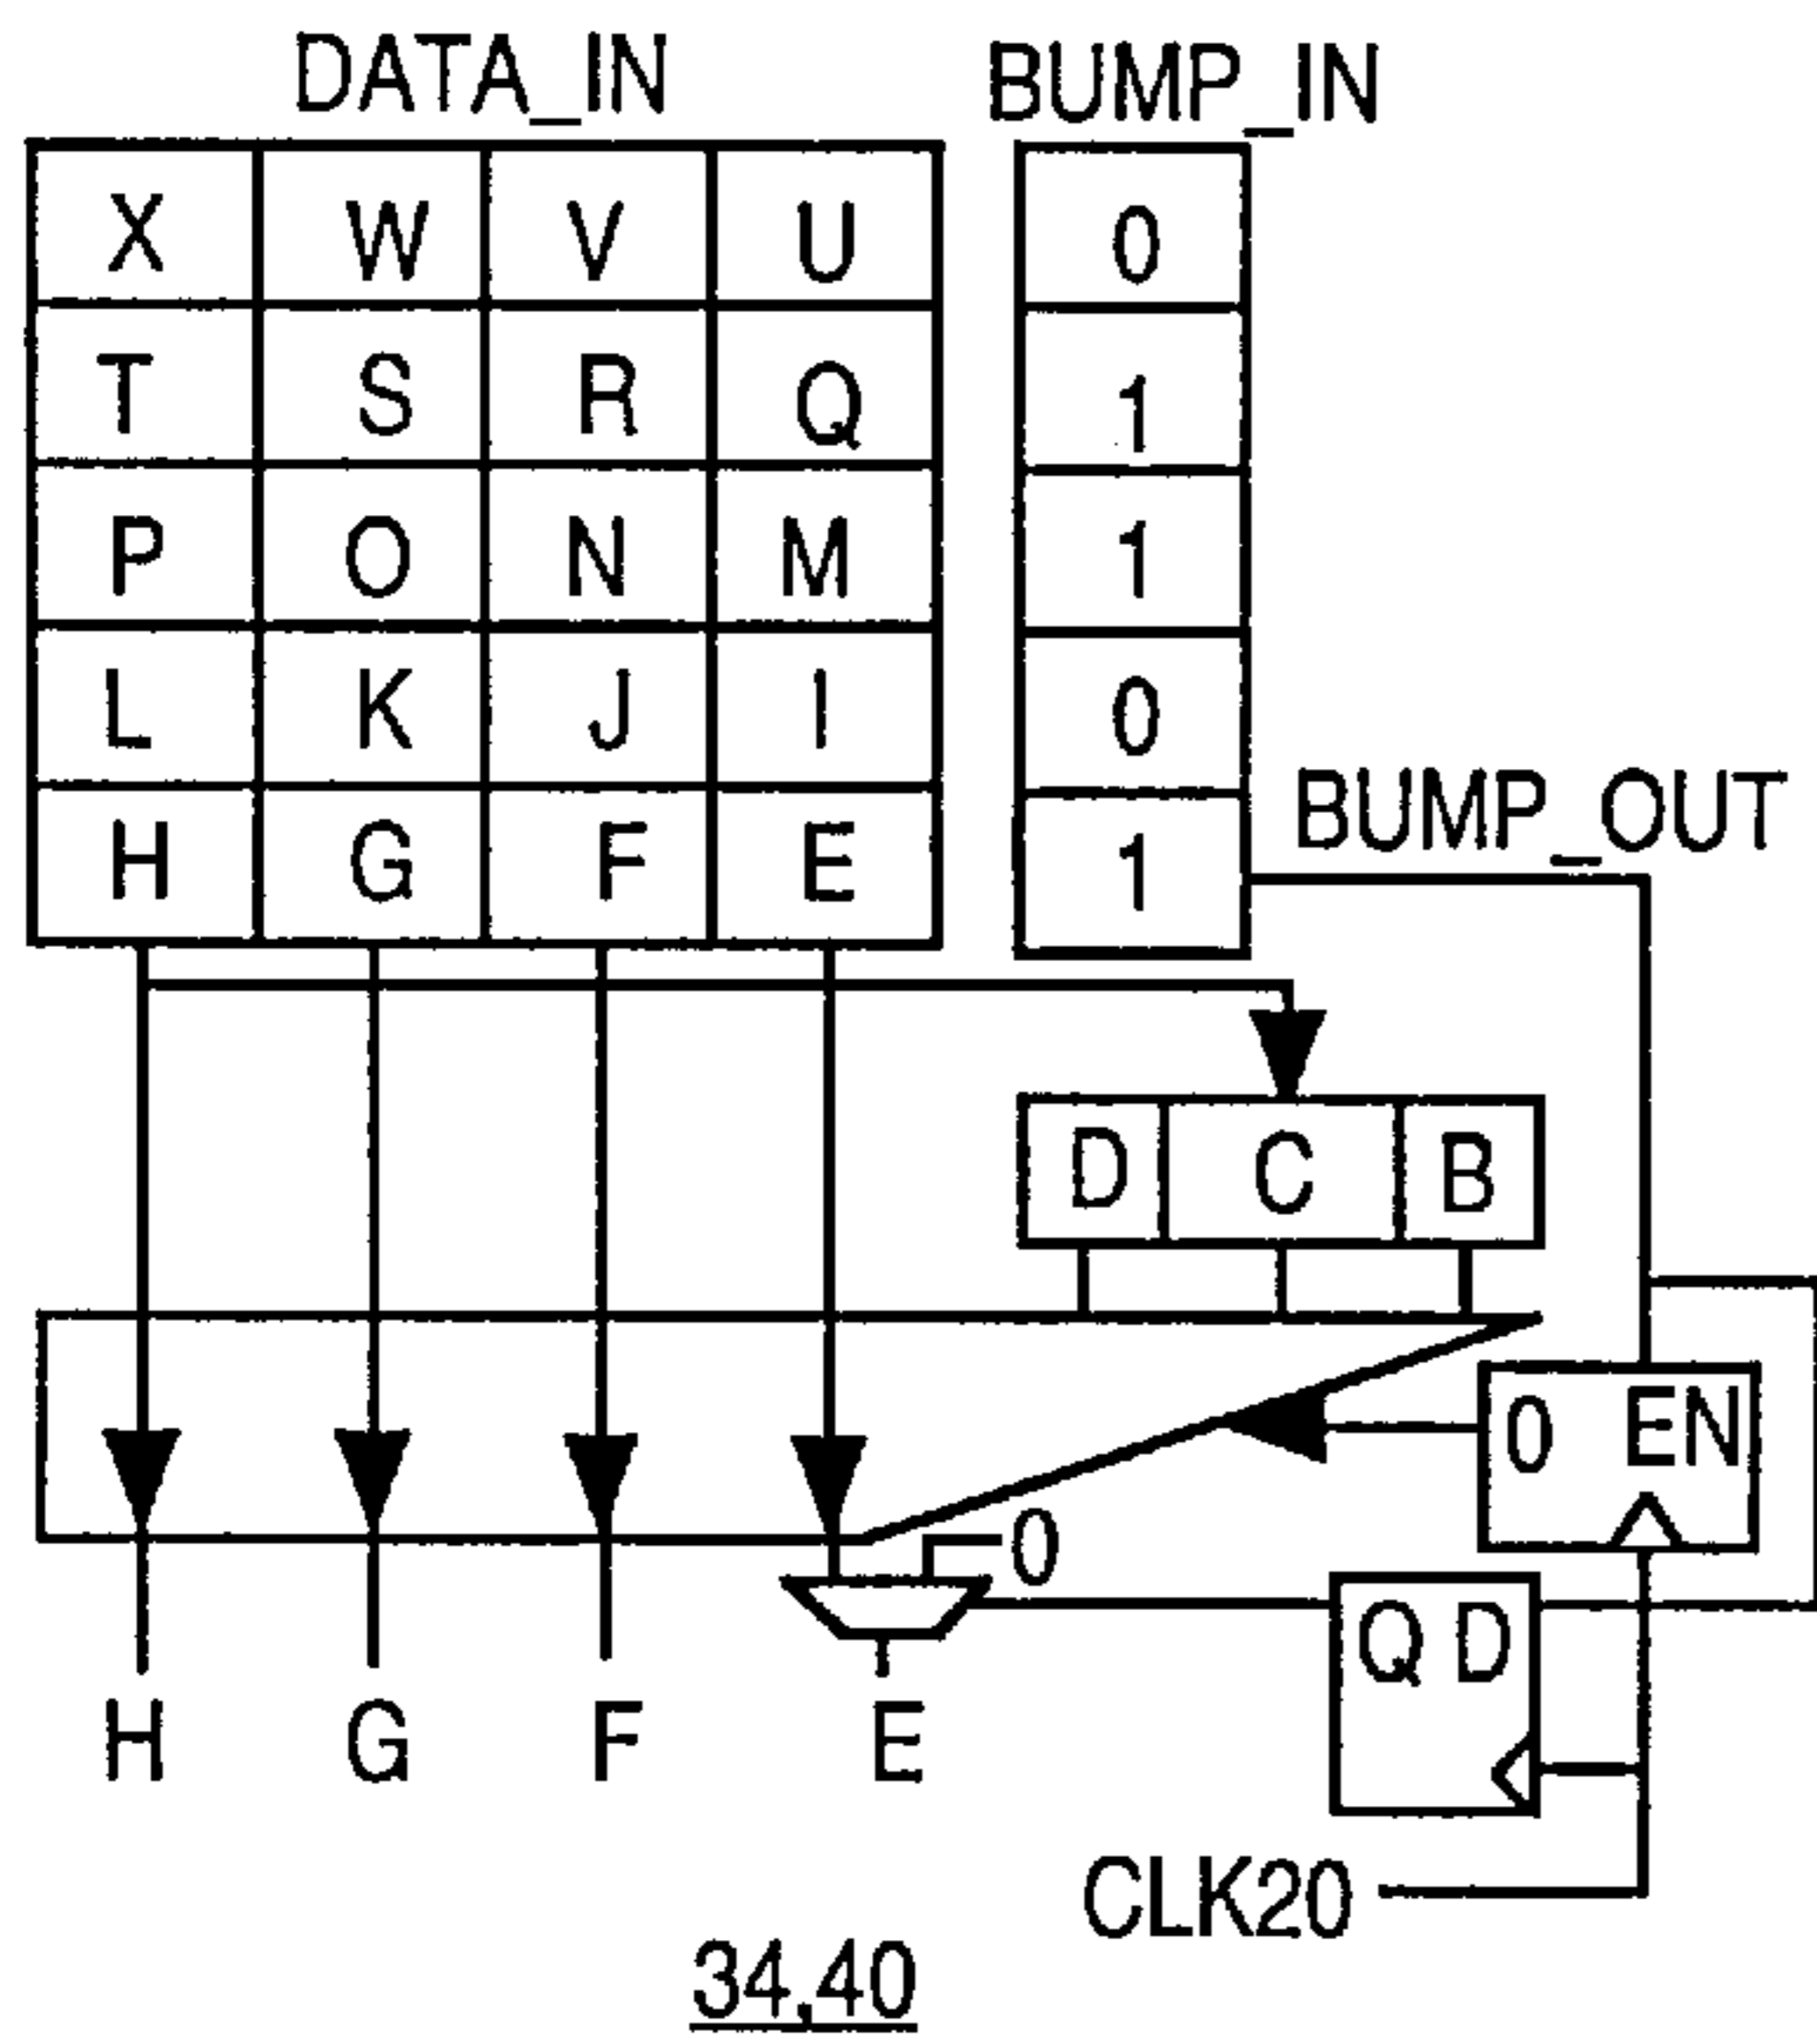 DATA_IN BUMP_IN
X W V U 0
T S R Q 1
P O N M 1
L K J I 0
BUMP_OUT
H G F E 1
D C B
0 EN
0
Q D
H G F E
CLK20
34,40